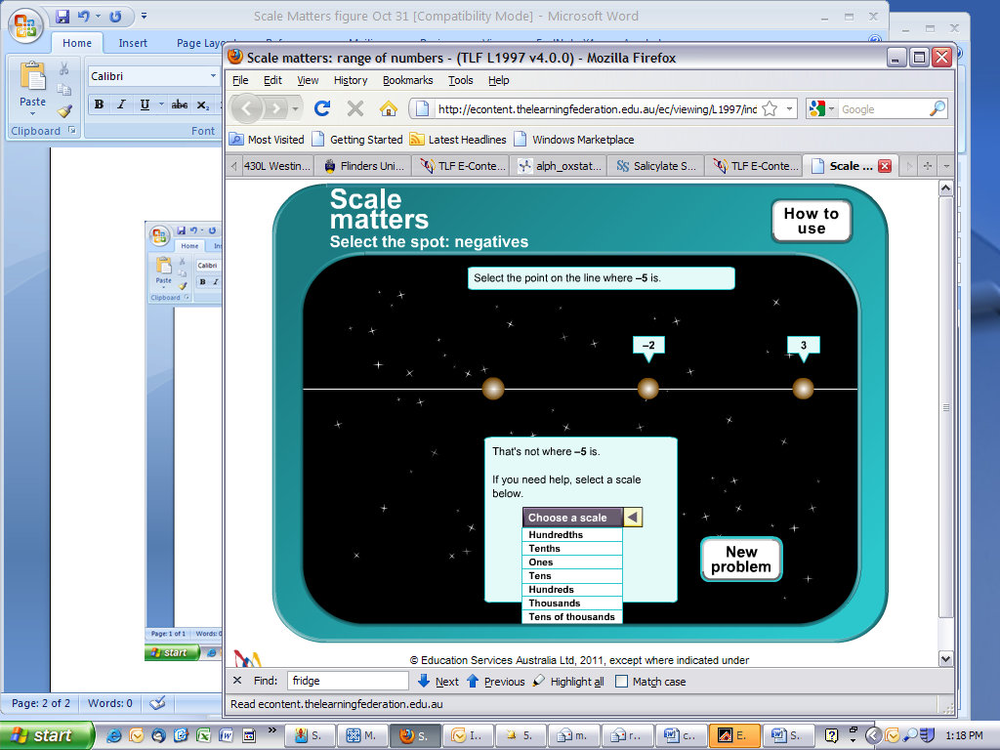 Scale Matters figure Oct 31 [Compatibility Mode] - Microsoft Word
Home Insert
Calibri
Paste
B I U abc X₂
Clipboard Font
Scale matters: range of numbers - (TLF L1997 v4.0.0) - Mozilla Firefox
File Edit View History Bookmarks Tools Help
http://econtent.thelearningfederation.edu.au/ec/viewing/L1997/ind
Google
Most Visited Getting Started Latest Headlines Windows Marketplace
430L Westin... Flinders Uni... TLF E-Conte... alph_oxstat... SS Salicylate S... TLF E-Conte... Scale ...
Scale
matters
Select the spot: negatives
How to
use
Select the point on the line where –5 is.
–2 3
That's not where –5 is.
If you need help, select a scale
below.
Choose a scale
Hundredths
Tenths
Ones
Tens
Hundreds
Thousands
Tens of thousands
New
problem
© Education Services Australia Ltd, 2011, except where indicated under
Find: fridge Next Previous Highlight all Match case
Read econtent.thelearningfederation.edu.au
Home
Calibri
Paste
B I
Clipboard
Page: 1 of 1 Words:
start
Page: 2 of 2 Words: 0
start S. M. S. I.. 5. m. r.. c.. E. S. 1:18 PM